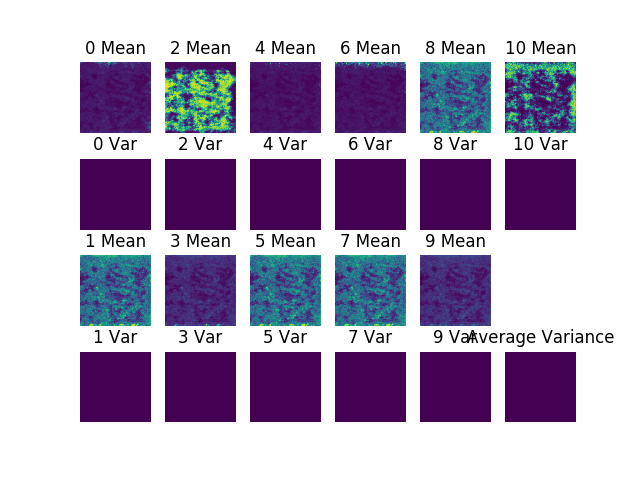 0 Mean 2 Mean 4 Mean 6 Mean 8 Mean 10 Mean
0 Var 2 Var 4 Var 6 Var 8 Var 10 Var
1 Mean 3 Mean 5 Mean 7 Mean 9 Mean
1 Var 3 Var 5 Var 7 Var 9 Var Average Variance